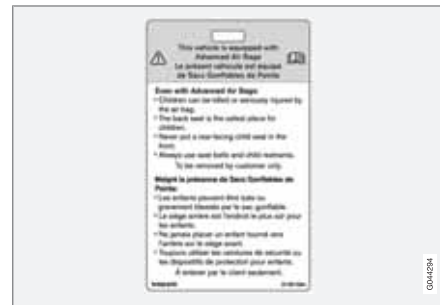 This vehicle is equipped with
Advanced Air Bags
Le présent véhicule est équipé
de Sacs Gonflables de Pointe
Even with Advanced Air Bags:
• Children can be killed or seriously injured by
the air bag.
• The back seat is the safest place for
children.
• Never put a rear-facing child seat in the
front.
• Always use seat belts and child restraints.
To be removed by customer only.
Malgré la présence de Sacs Gonflables de
Pointe:
• Les enfants peuvent être tués ou
gravement blessés par le sac gonflable.
• Le siège arrière est l'endroit le plus sûr pour
les enfants.
• Ne jamais placer un enfant tourné vers
l'arrière sur le siège avant.
• Toujours utiliser les ceintures de sécurité ou
les dispositifs de protection pour enfants.
À enlever par le client seulement.
G044294